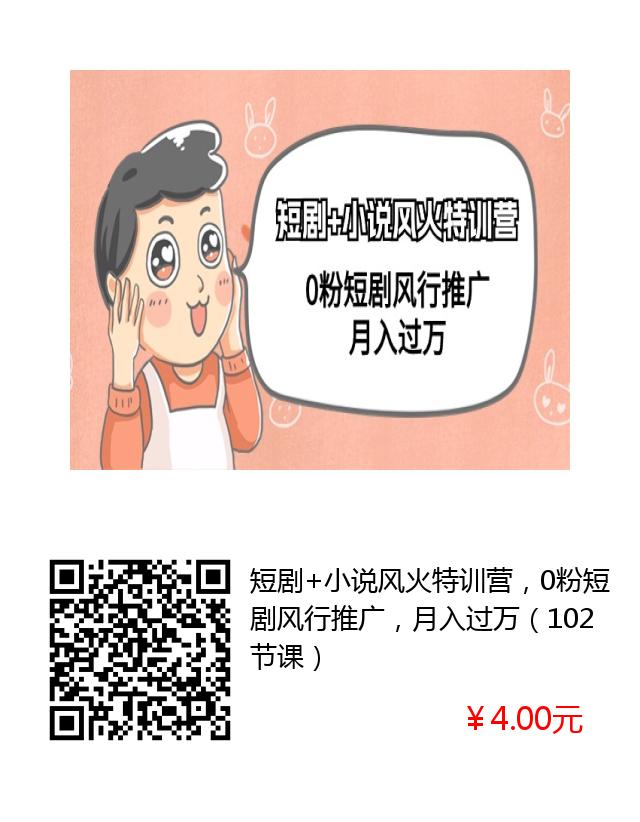 短剧+小说风火特训营
0粉短剧风行推广
月入过万
短剧+小说风火特训营，0粉短
剧风行推广，月入过万（102
节课）
￥4.00元